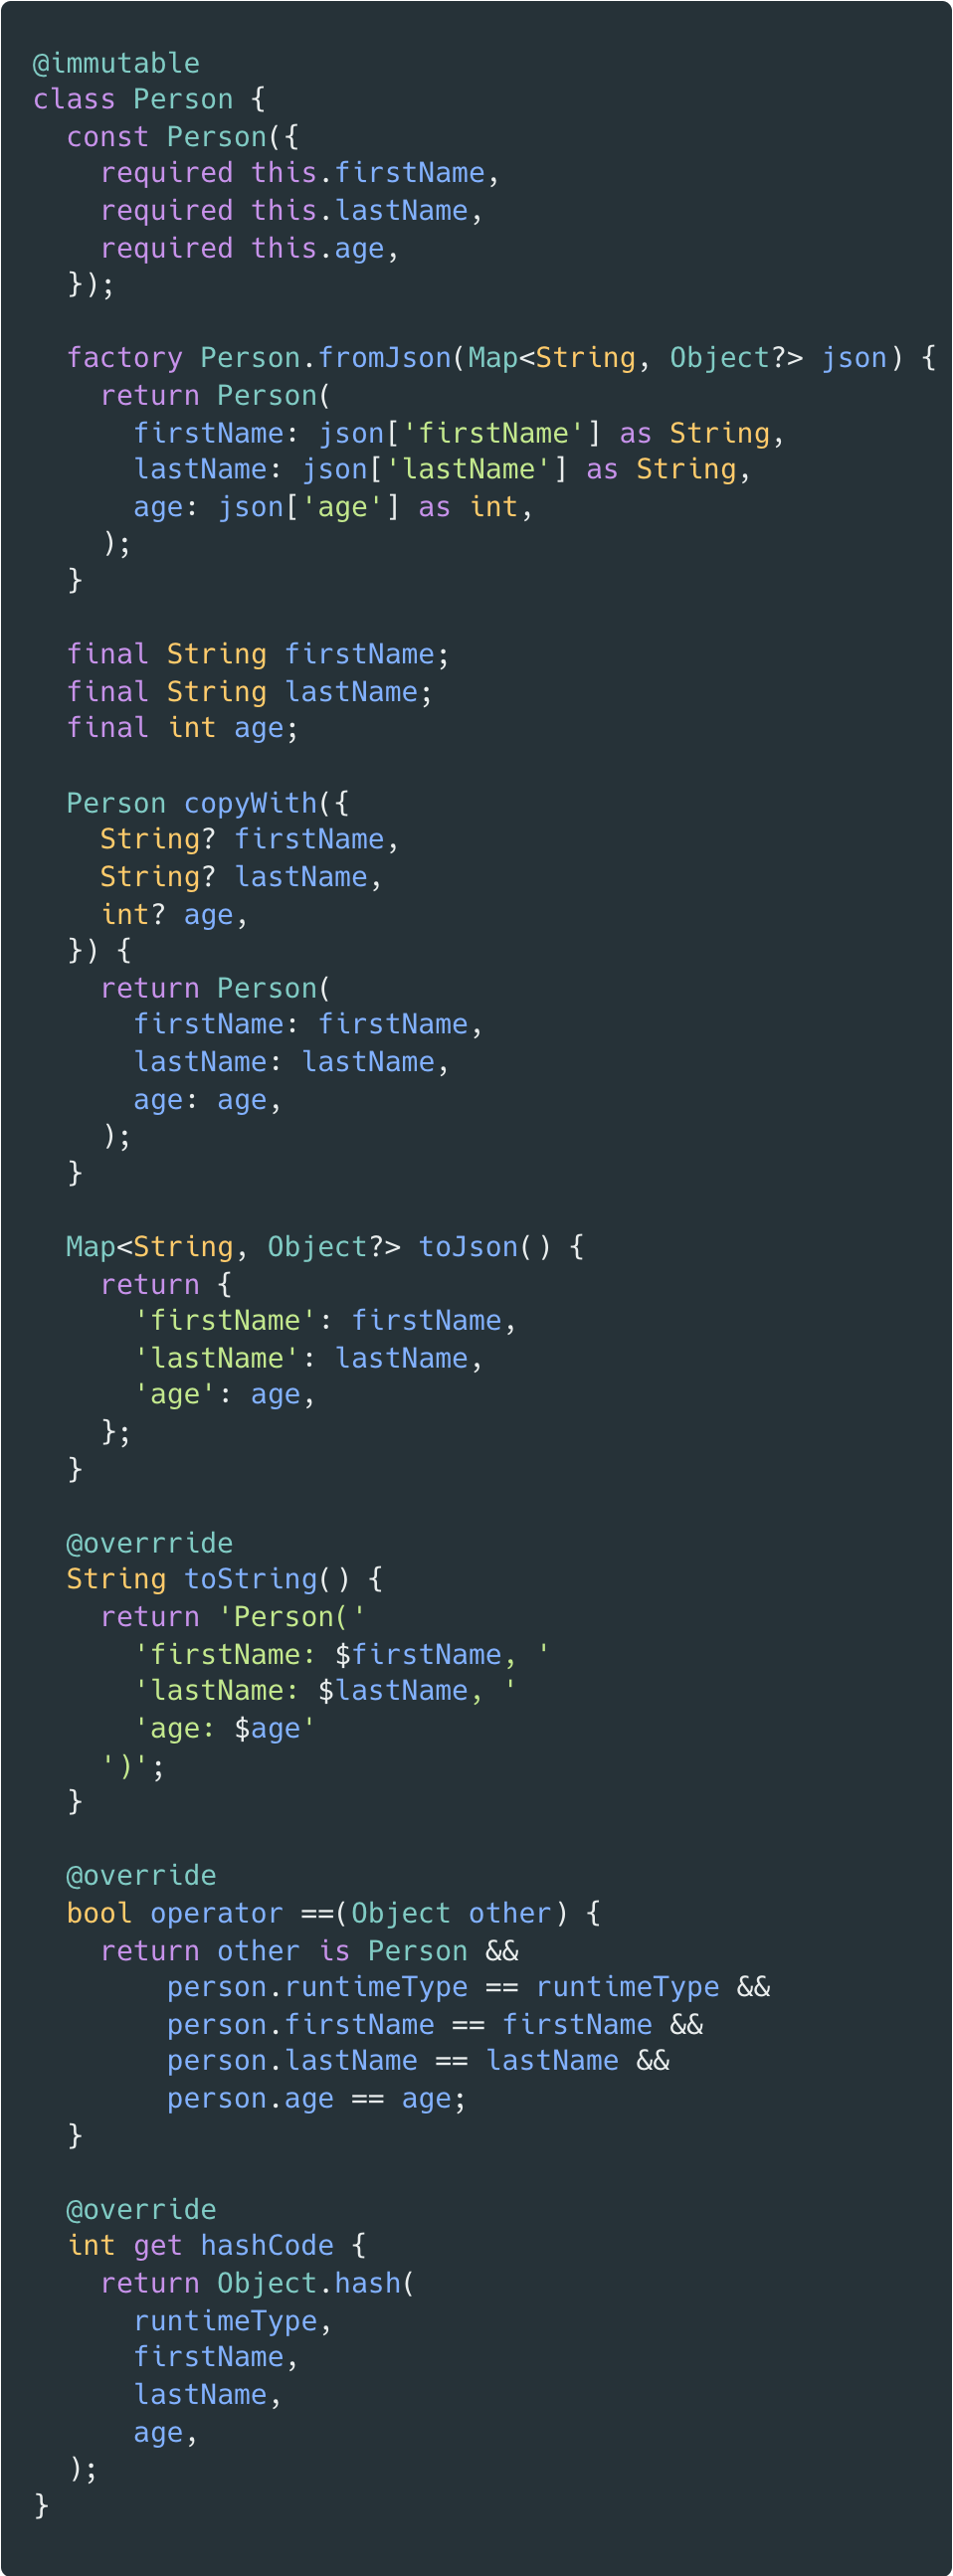 @immutable
class Person {
  const Person({
    required this.firstName,
    required this.lastName,
    required this.age,
  });

  factory Person.fromJson(Map<String, Object?> json) {
    return Person(
      firstName: json['firstName'] as String,
      lastName: json['lastName'] as String,
      age: json['age'] as int,
    );
  }

  final String firstName;
  final String lastName;
  final int age;

  Person copyWith({
    String? firstName,
    String? lastName,
    int? age,
  }) {
    return Person(
      firstName: firstName,
      lastName: lastName,
      age: age,
    );
  }

  Map<String, Object?> toJson() {
    return {
      'firstName': firstName,
      'lastName': lastName,
      'age': age,
    };
  }

  @overrride
  String toString() {
    return 'Person('
      'firstName: $firstName, '
      'lastName: $lastName, '
      'age: $age'
    ')';
  }

  @override
  bool operator ==(Object other) {
    return other is Person &&
        person.runtimeType == runtimeType &&
        person.firstName == firstName &&
        person.lastName == lastName &&
        person.age == age;
  }

  @override
  int get hashCode {
    return Object.hash(
      runtimeType,
      firstName,
      lastName,
      age,
  );
}